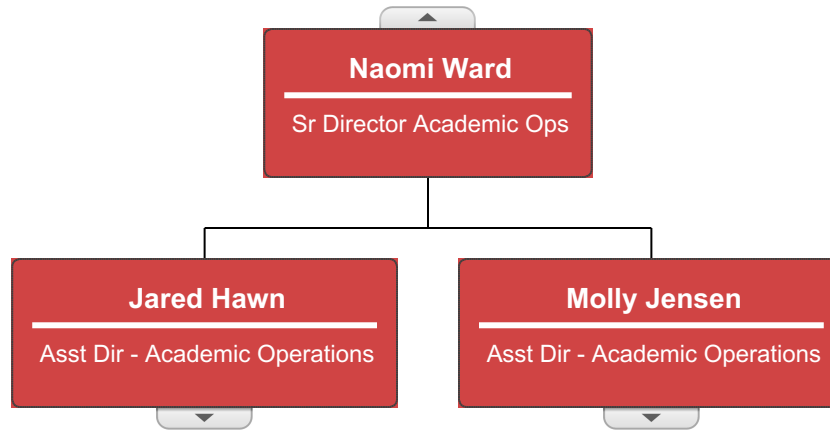 Naomi Ward
Sr Director Academic Ops
Jared Hawn
Asst Dir - Academic Operations
Molly Jensen
Asst Dir - Academic Operations